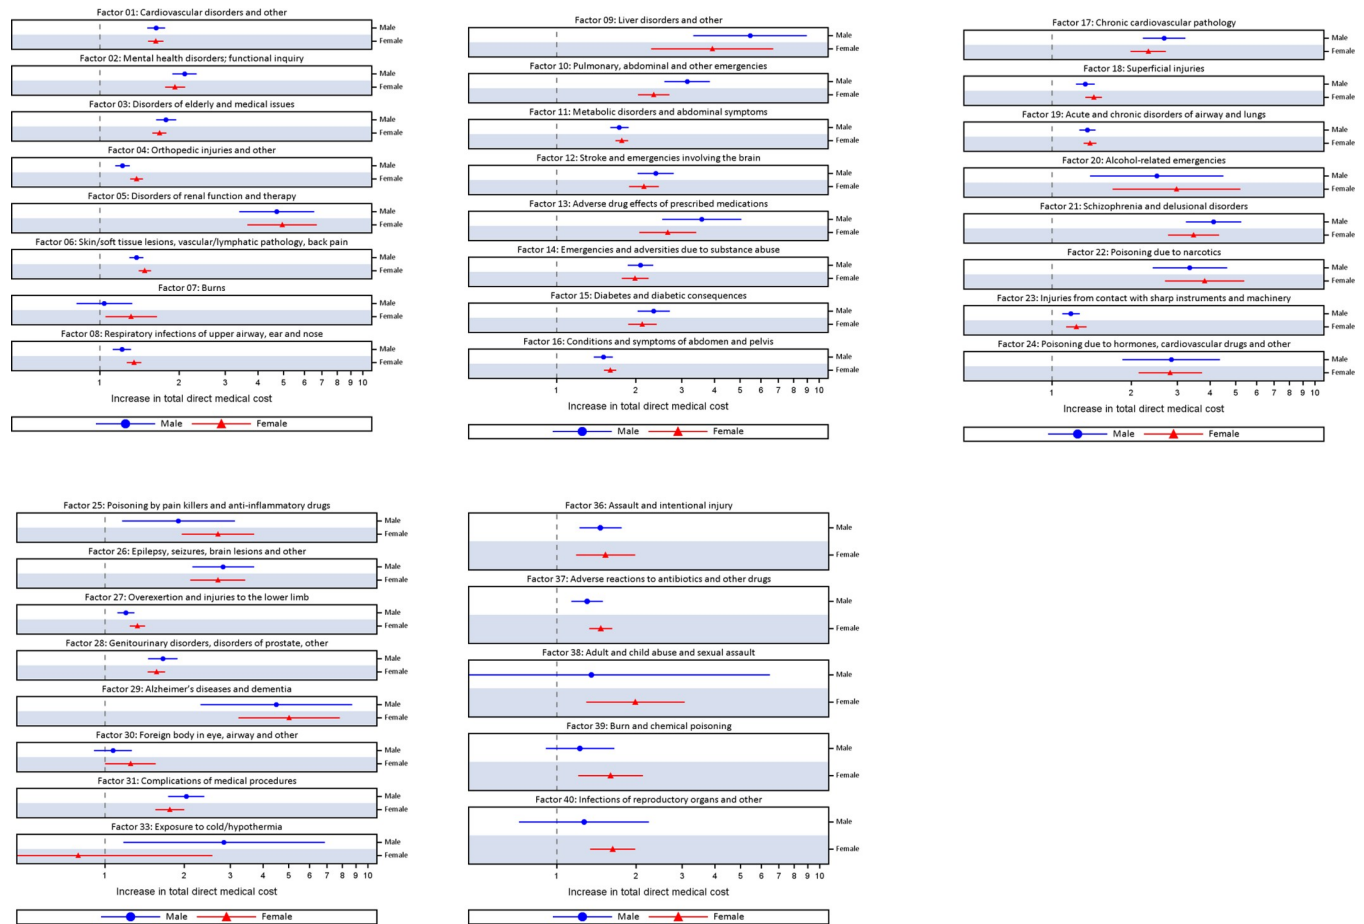 Factor 01: Cardiovascular disorders and other
Male
Female
Factor 02: Mental health disorders; functional inquiry
Male
Female
Factor 03: Disorders of elderly and medical issues
Male
Female
Factor 04: Orthopedic injuries and other
Male
Female
Factor 05: Disorders of renal function and therapy
Male
Female
Factor 06: Skin/soft tissue lesions, vascular/lymphatic pathology, back pain
Male
Female
Factor 07: Burns
Male
Female
Factor 08: Respiratory infections of upper airway, ear and nose
Male
Female
1 2 3 4 5 6 7 8 9 10
Increase in total direct medical cost
Male Female
Factor 09: Liver disorders and other
Male
Female
Factor 10: Pulmonary, abdominal and other emergencies
Male
Female
Factor 11: Metabolic disorders and abdominal symptoms
Male
Female
Factor 12: Stroke and emergencies involving the brain
Male
Female
Factor 13: Adverse drug effects of prescribed medications
Male
Female
Factor 14: Emergencies and adversities due to substance abuse
Male
Female
Factor 15: Diabetes and diabetic consequences
Male
Female
Factor 16: Conditions and symptoms of abdomen and pelvis
Male
Female
1 2 3 4 5 6 7 8 9 10
Increase in total direct medical cost
Male Female
Factor 17: Chronic cardiovascular pathology
Male
Female
Factor 18: Superficial injuries
Male
Female
Factor 19: Acute and chronic disorders of airway and lungs
Male
Female
Factor 20: Alcohol-related emergencies
Male
Female
Factor 21: Schizophrenia and delusional disorders
Male
Female
Factor 22: Poisoning due to narcotics
Male
Female
Factor 23: Injuries from contact with sharp instruments and machinery
Male
Female
Factor 24: Poisoning due to hormones, cardiovascular drugs and other
Male
Female
1 2 3 4 5 6 7 8 9 10
Increase in total direct medical cost
Male Female
Factor 25: Poisoning by pain killers and anti-inflammatory drugs
Male
Female
Factor 26: Epilepsy, seizures, brain lesions and other
Male
Female
Factor 27: Overexertion and injuries to the lower limb
Male
Female
Factor 28: Genitourinary disorders, disorders of prostate, other
Male
Female
Factor 29: Alzheimer's diseases and dementia
Male
Female
Factor 30: Foreign body in eye, airway and other
Male
Female
Factor 31: Complications of medical procedures
Male
Female
Factor 33: Exposure to cold/hypothermia
Male
Female
1 2 3 4 5 6 7 8 9 10
Increase in total direct medical cost
Male Female
Factor 36: Assault and intentional injury
Male
Female
Factor 37: Adverse reactions to antibiotics and other drugs
Male
Female
Factor 38: Adult and child abuse and sexual assault
Male
Female
Factor 39: Burn and chemical poisoning
Male
Female
Factor 40: Infections of reproductory organs and other
Male
Female
1 2 3 4 5 6 7 8 9 10
Increase in total direct medical cost
Male Female